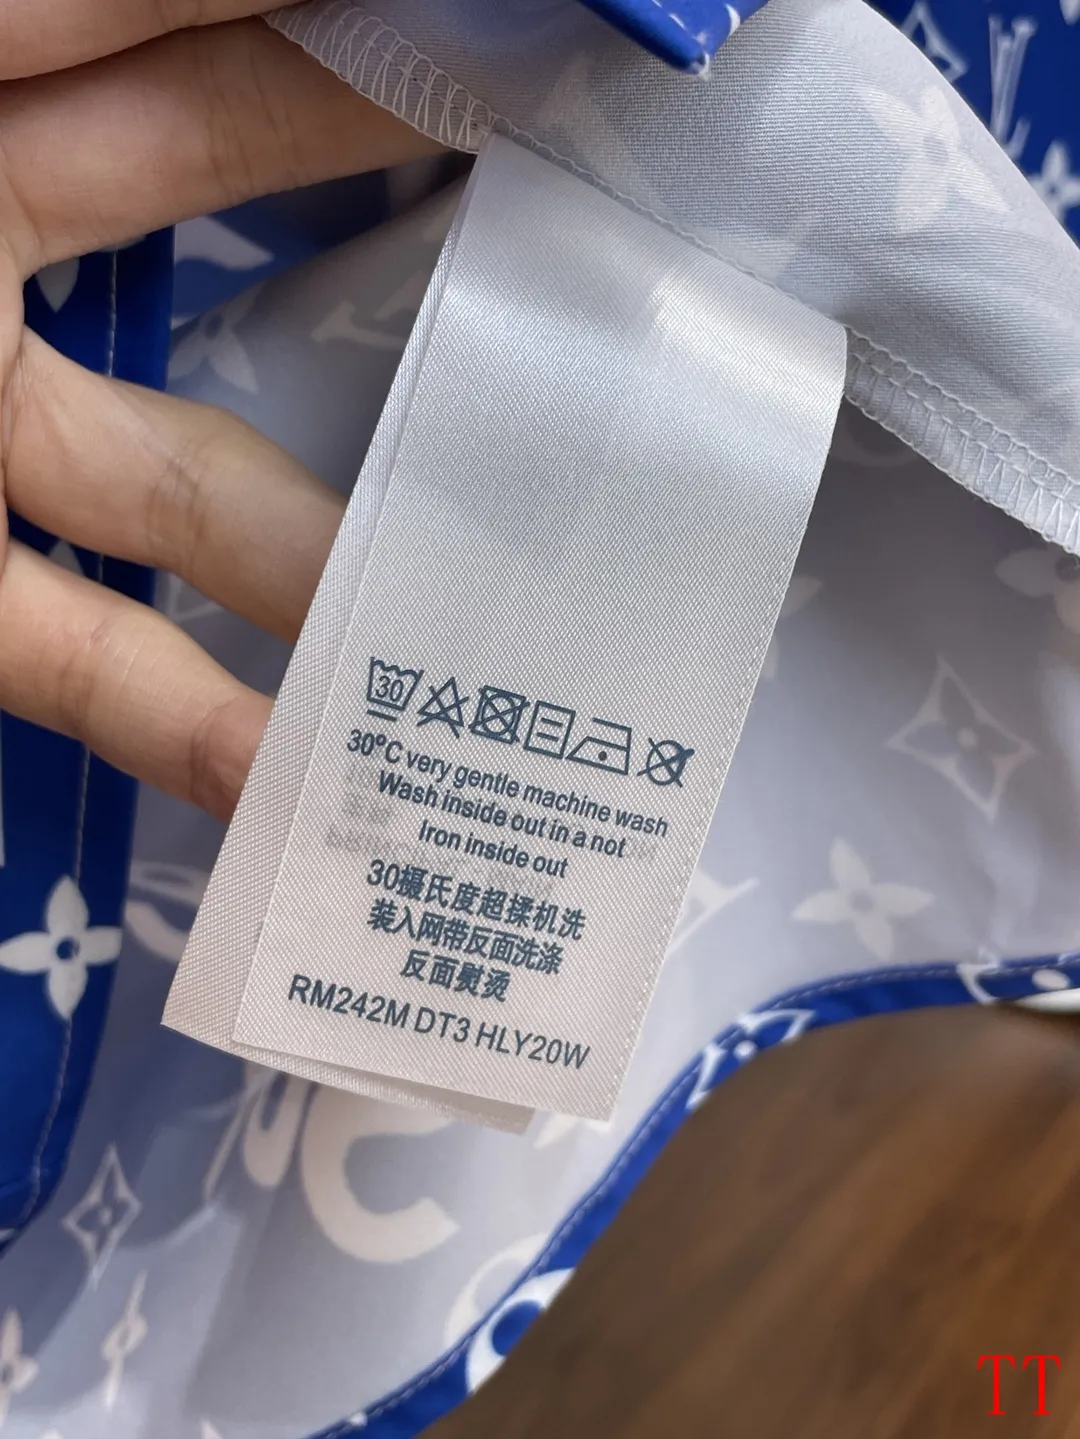 30
30°C very gentle machine wash
Wash inside out in a not
Iron inside out
30摄氏度超揉机洗
装入网带反面洗涤
反面熨烫
RM242M DT3 HLY20W
TT